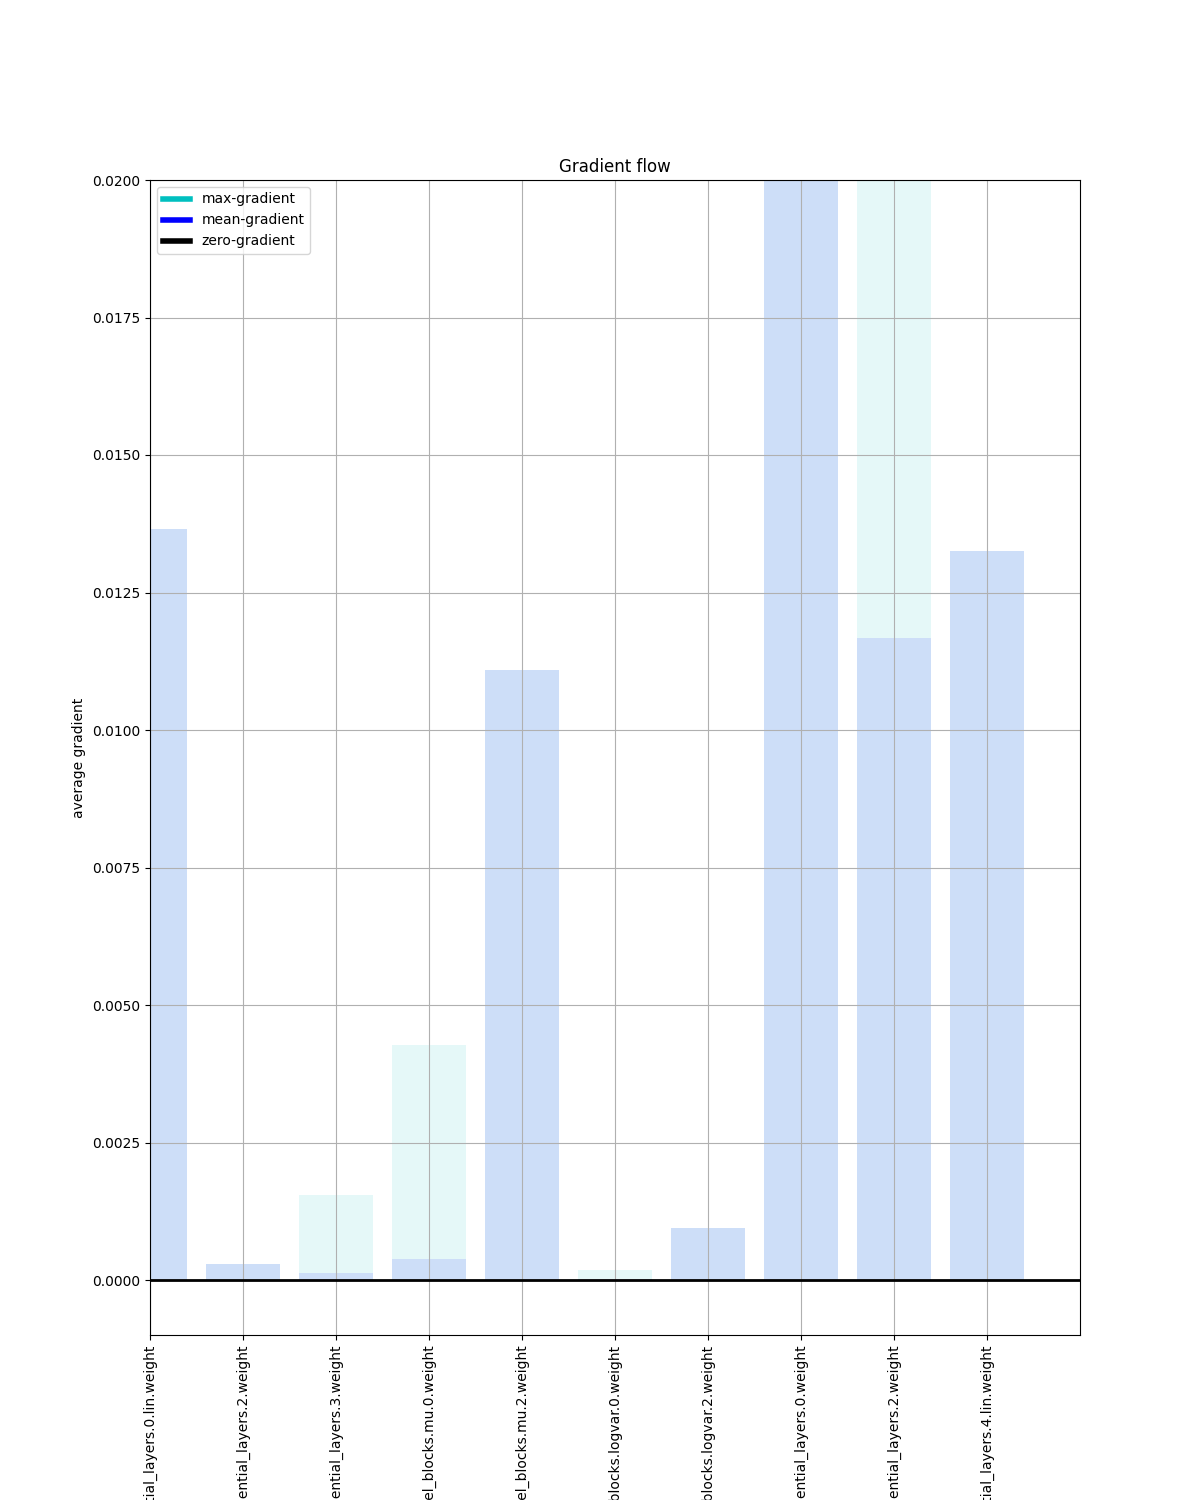 Gradient flow
max-gradient
mean-gradient
zero-gradient
0.0200
0.0175
0.0150
0.0125
0.0100
0.0075
0.0050
0.0025
0.0000
average gradient
tial_layers.0.lin.weight
ential_layers.2.weight
ential_layers.3.weight
el_blocks.mu.0.weight
el_blocks.mu.2.weight
blocks.logvar.0.weight
blocks.logvar.2.weight
ential_layers.0.weight
ential_layers.2.weight
tial_layers.4.lin.weight